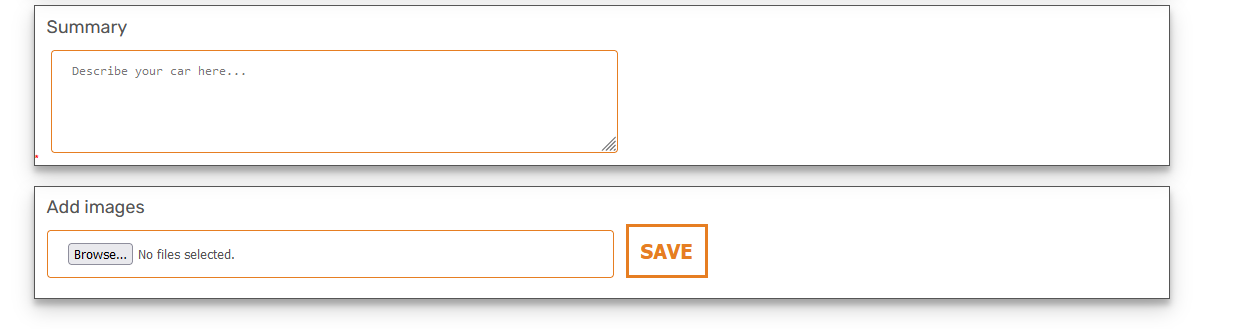 Summary
Describe your car here...
*
Add images
Browse... No files selected.
SAVE